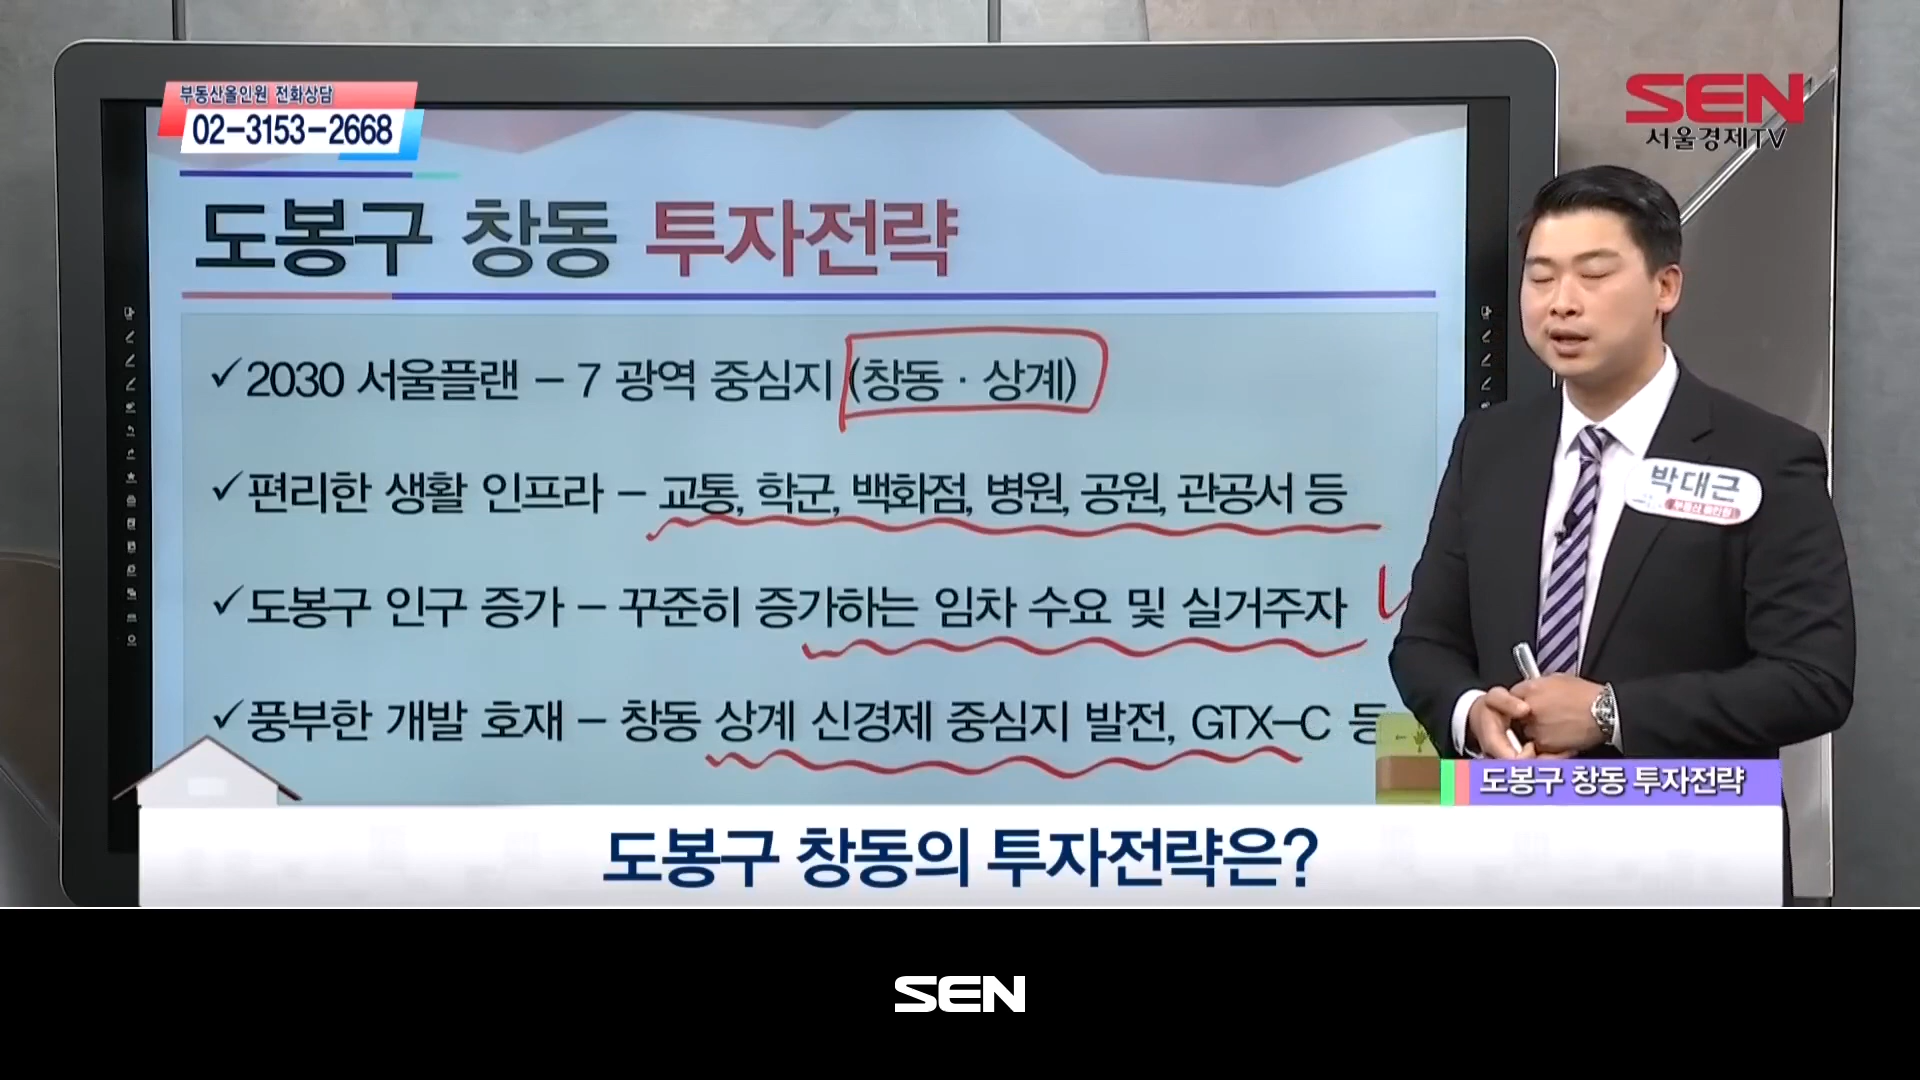 부동산올인원 전화상담
02-3153-2668
SEN
서울경제TV
도봉구 창동 투자전략
✓2030 서울플랜 – 7 광역 중심지 (창동 · 상계)
✓편리한 생활 인프라 – 교통, 학군, 백화점, 병원, 공원, 관공서 등
✓도봉구 인구 증가 – 꾸준히 증가하는 임차 수요 및 실거주자
✓풍부한 개발 호재 – 창동 상계 신경제 중심지 발전, GTX-C 등
박대근
도봉구 창동 투자전략
도봉구 창동의 투자전략은?
SEN